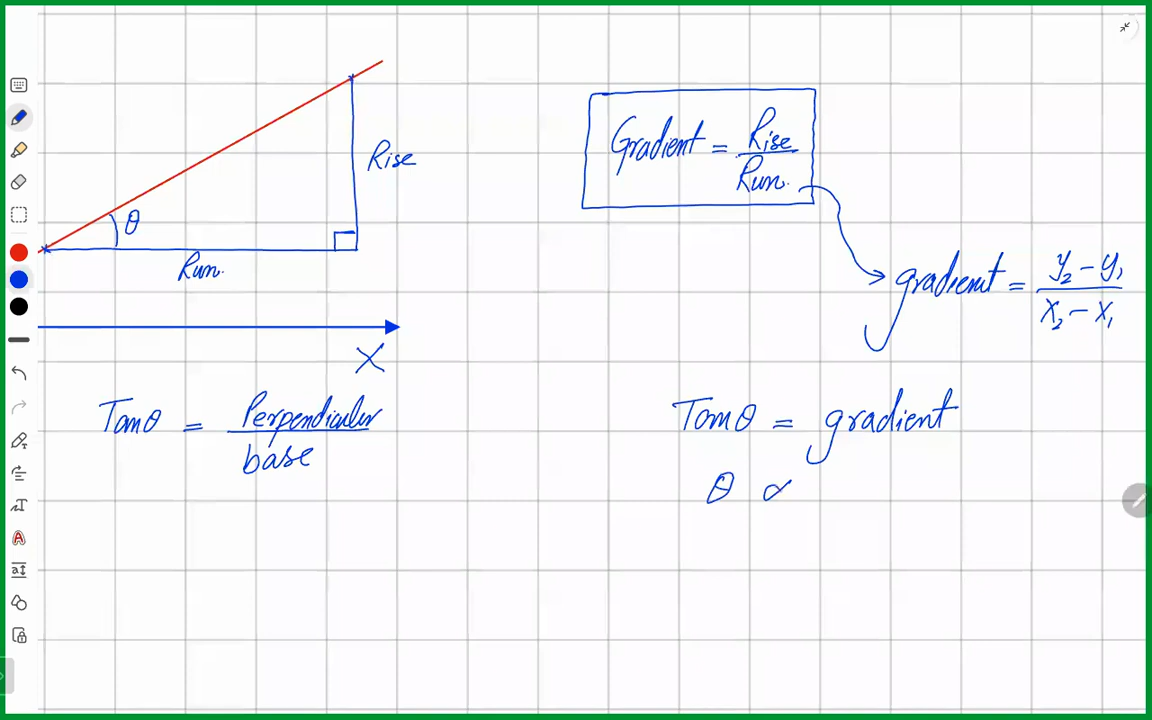 Rise
θ
Run.
X
Tanθ = Perpendicular / base
Gradient = Rise / Run.
gradient = y₂ - y₁ / x₂ - x₁
Tanθ = gradient
θ ∝